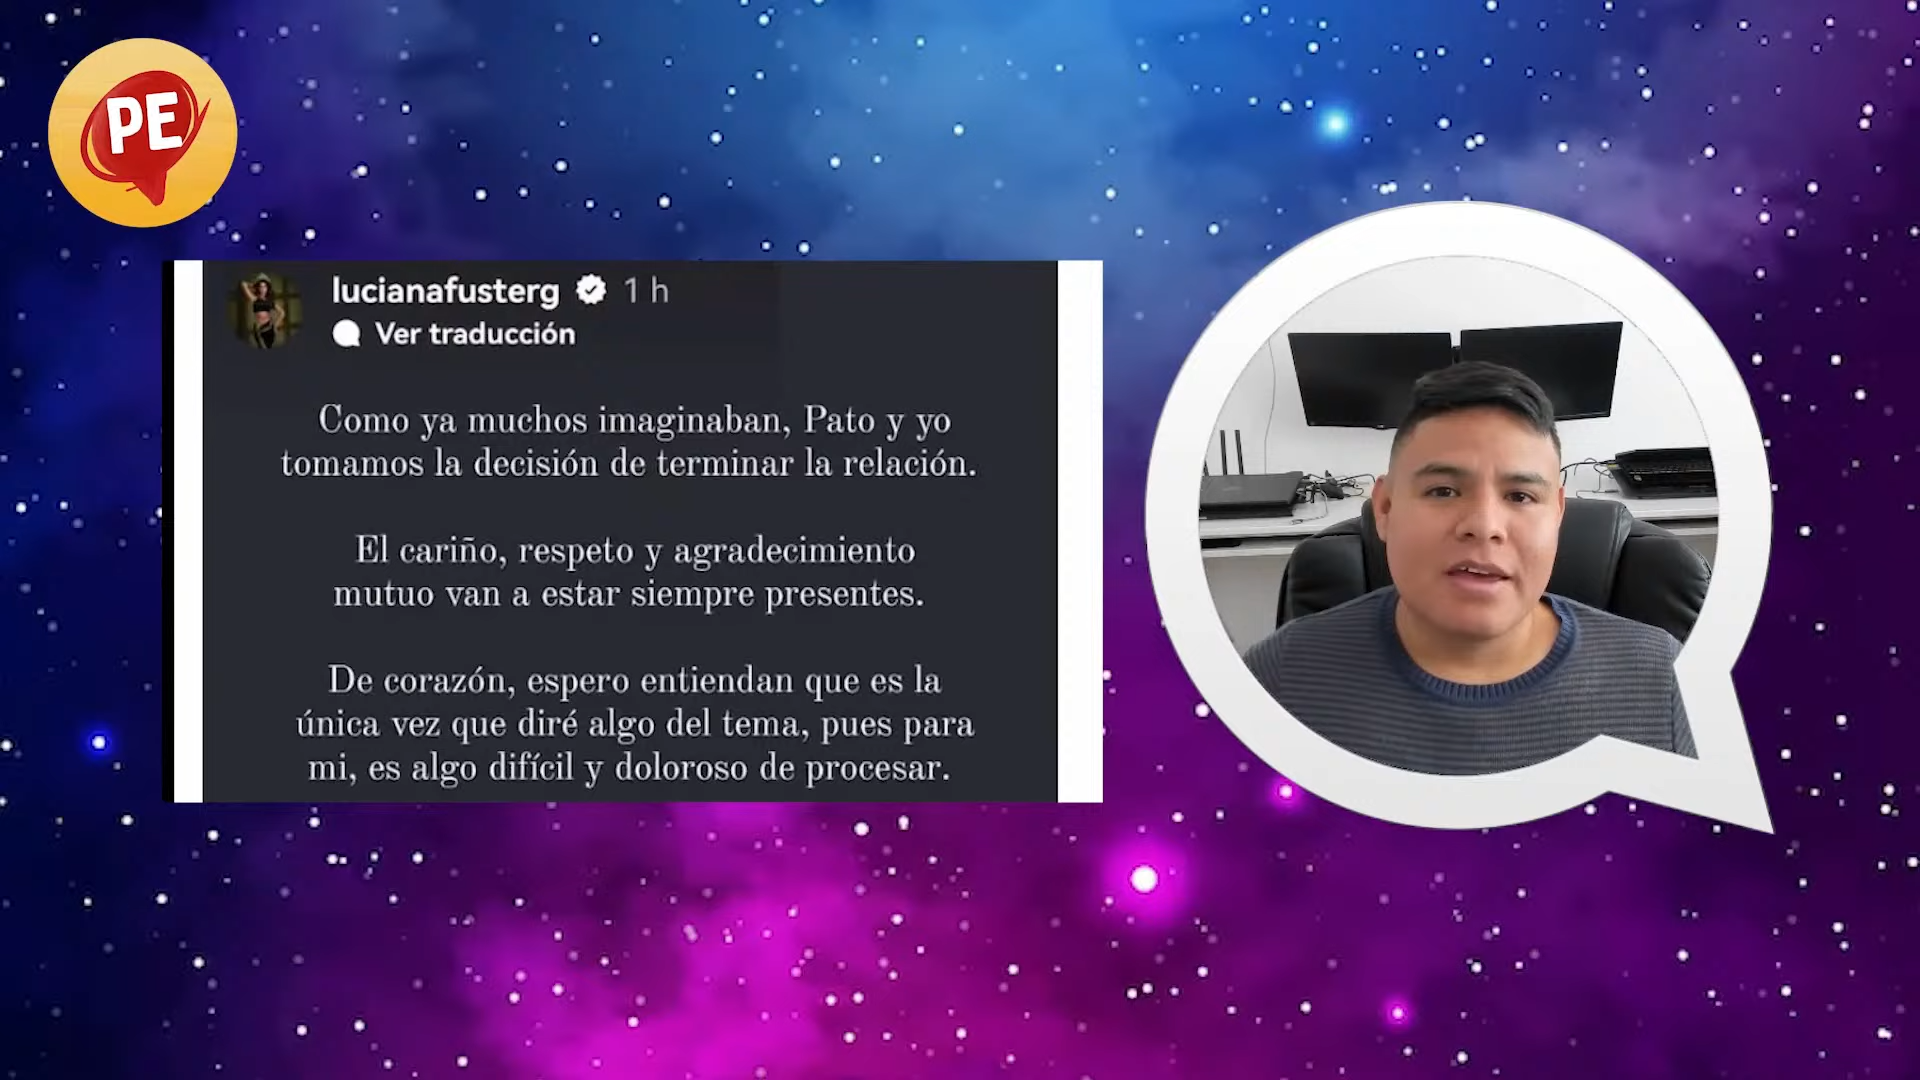 PE
lucianafusterg 1 h
Ver traducción
Como ya muchos imaginaban, Pato y yo
tomamos la decisión de terminar la relación.
El cariño, respeto y agradecimiento
mutuo van a estar siempre presentes.
De corazón, espero entiendan que es la
única vez que diré algo del tema, pues para
mi, es algo difícil y doloroso de procesar.